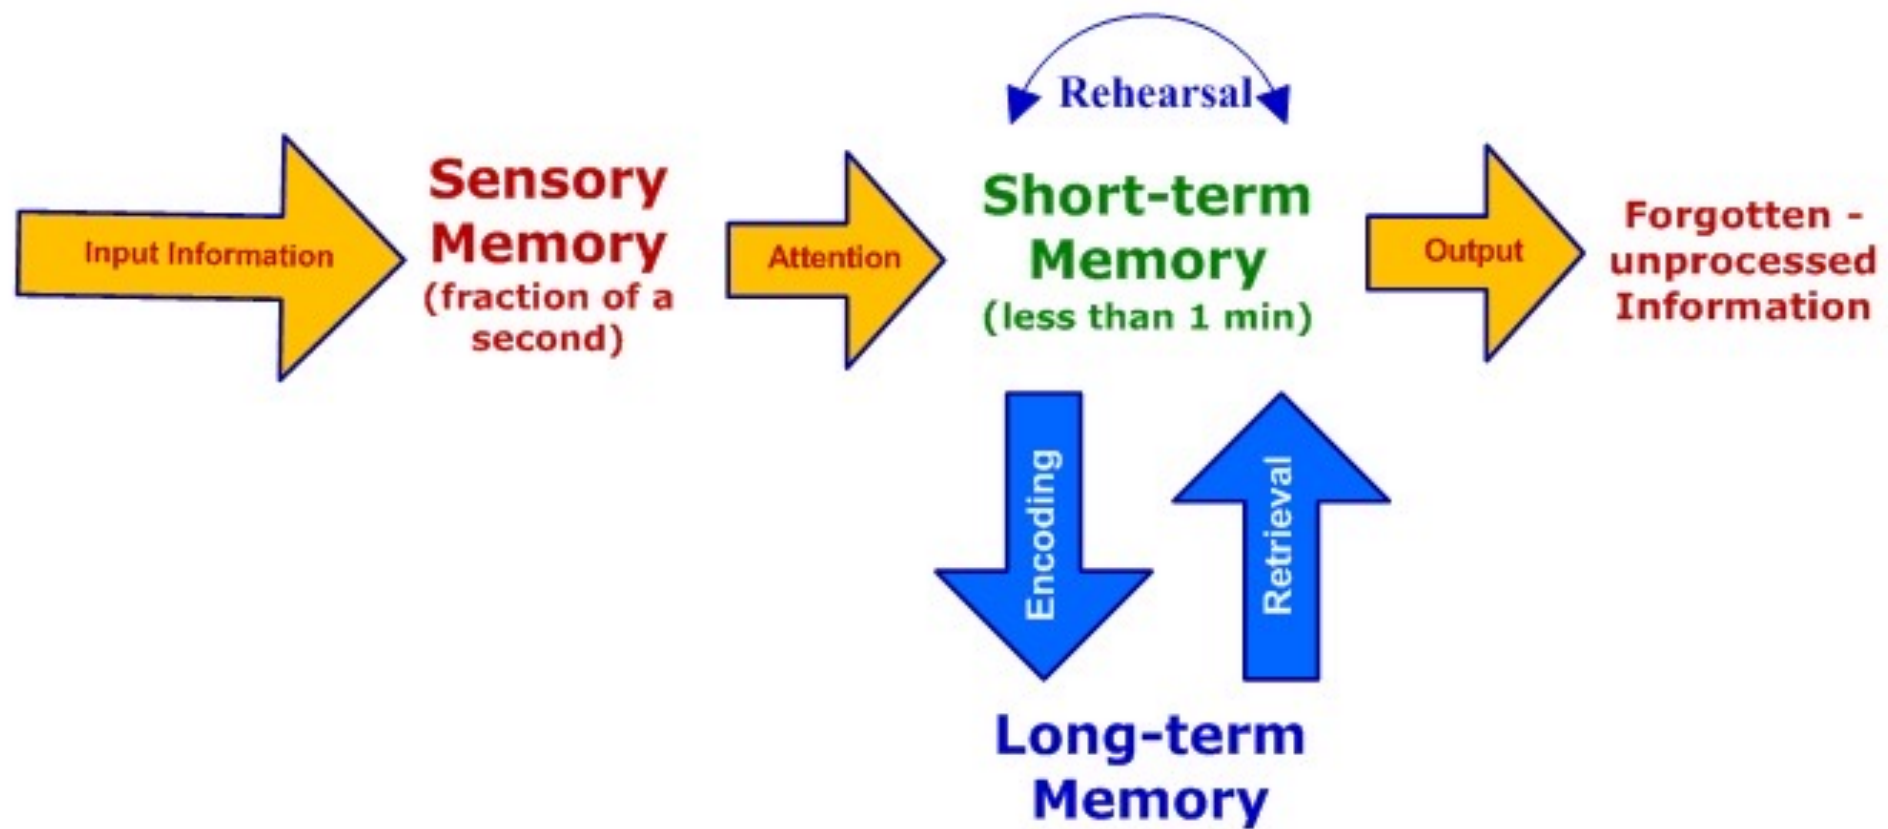 Rehearsal
Input Information
Sensory
Memory
(fraction of a
second)
Attention
Short-term
Memory
(less than 1 min)
Output
Forgotten -
unprocessed
Information
Encoding
Retrieval
Long-term
Memory